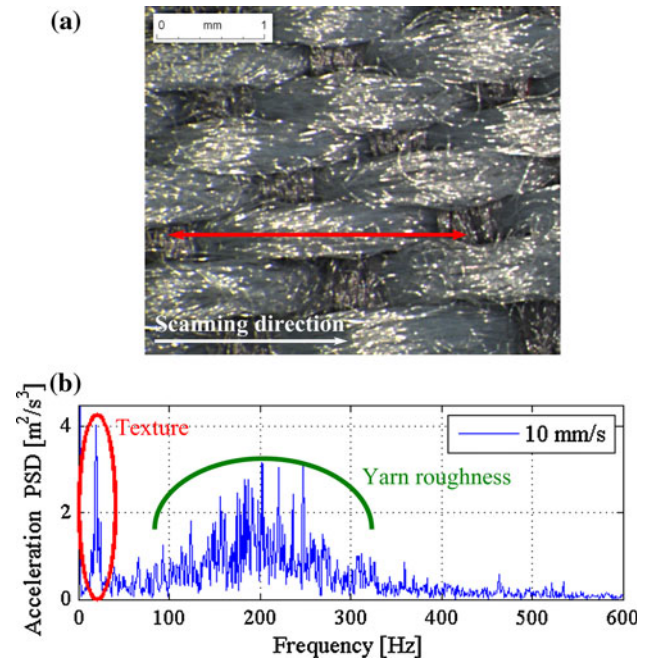 (a)
0 mm 1
Scanning direction
(b)
Acceleration PSD [m²/s³]
4
2
0
Texture
Yarn roughness
10 mm/s
0 100 200 300 400 500 600
Frequency [Hz]